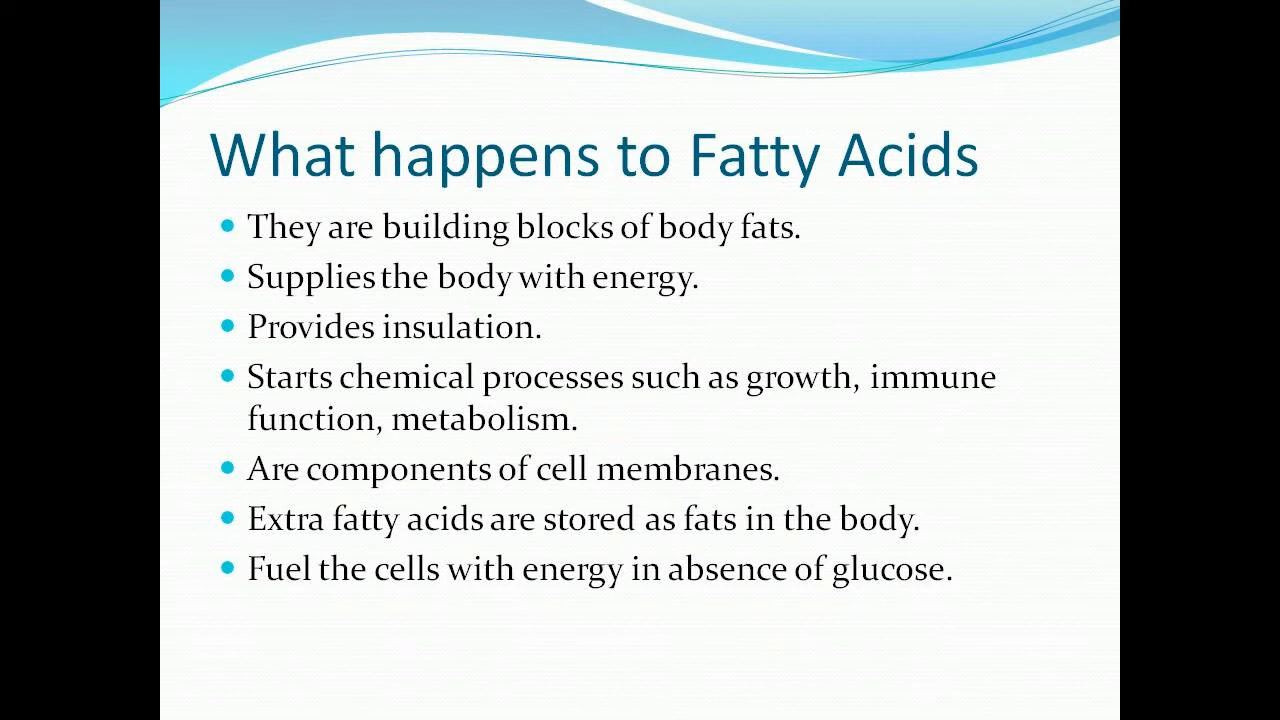 What happens to Fatty Acids
They are building blocks of body fats.
Supplies the body with energy.
Provides insulation.
Starts chemical processes such as growth, immune
function, metabolism.
Are components of cell membranes.
Extra fatty acids are stored as fats in the body.
Fuel the cells with energy in absence of glucose.